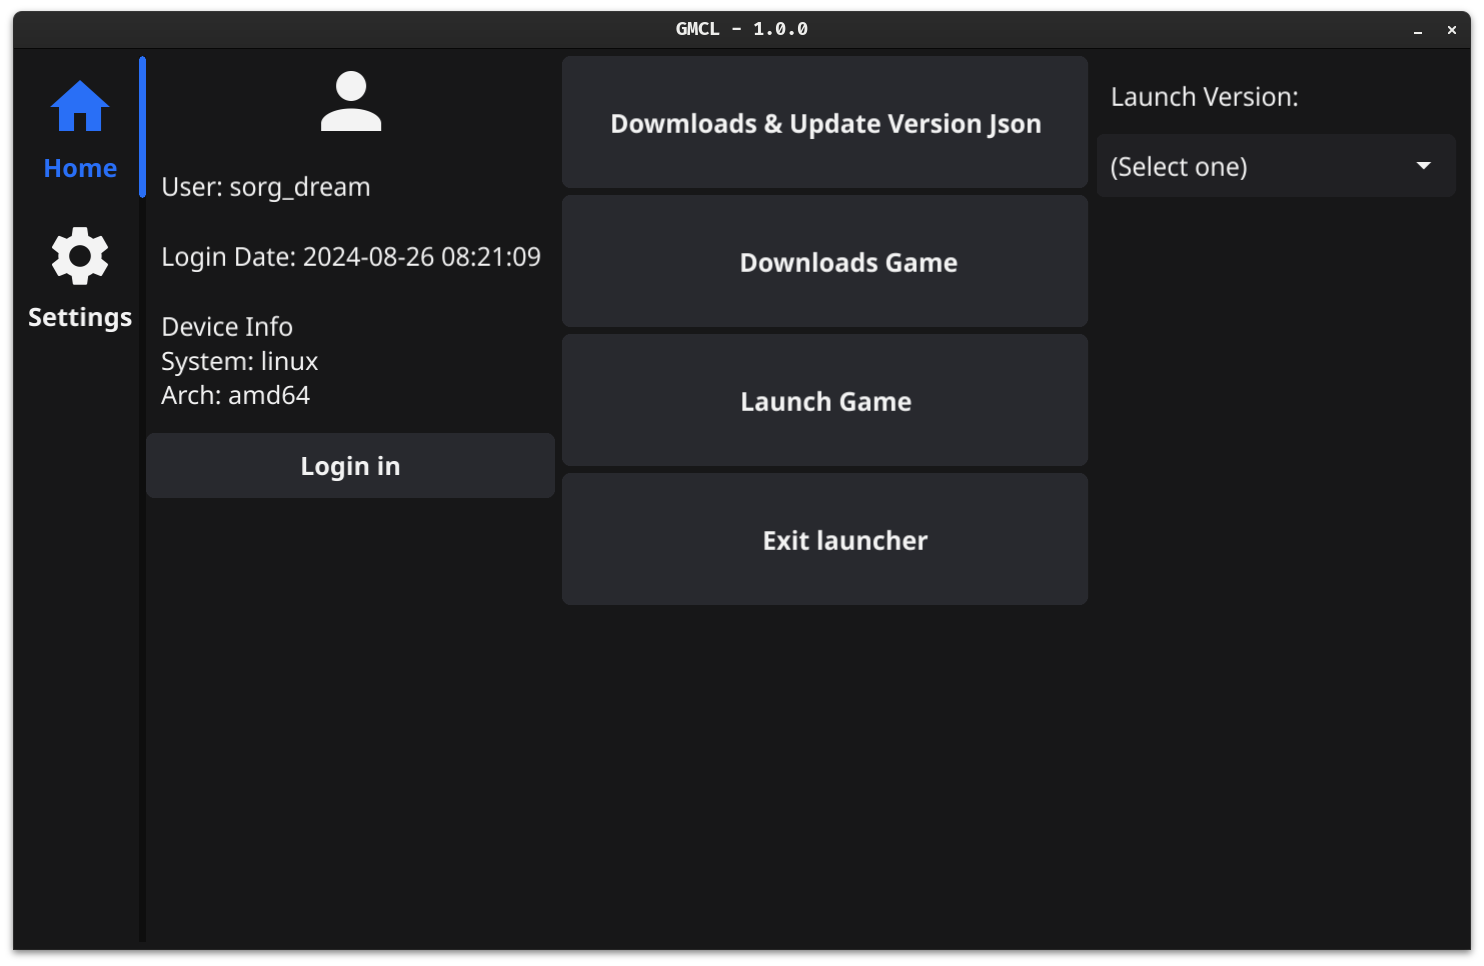 GMCL - 1.0.0
Home
Settings
User: sorg_dream
Login Date: 2024-08-26 08:21:09
Device Info
System: linux
Arch: amd64
Login in
Dowmloads & Update Version Json
Downloads Game
Launch Game
Exit launcher
Launch Version:
(Select one)